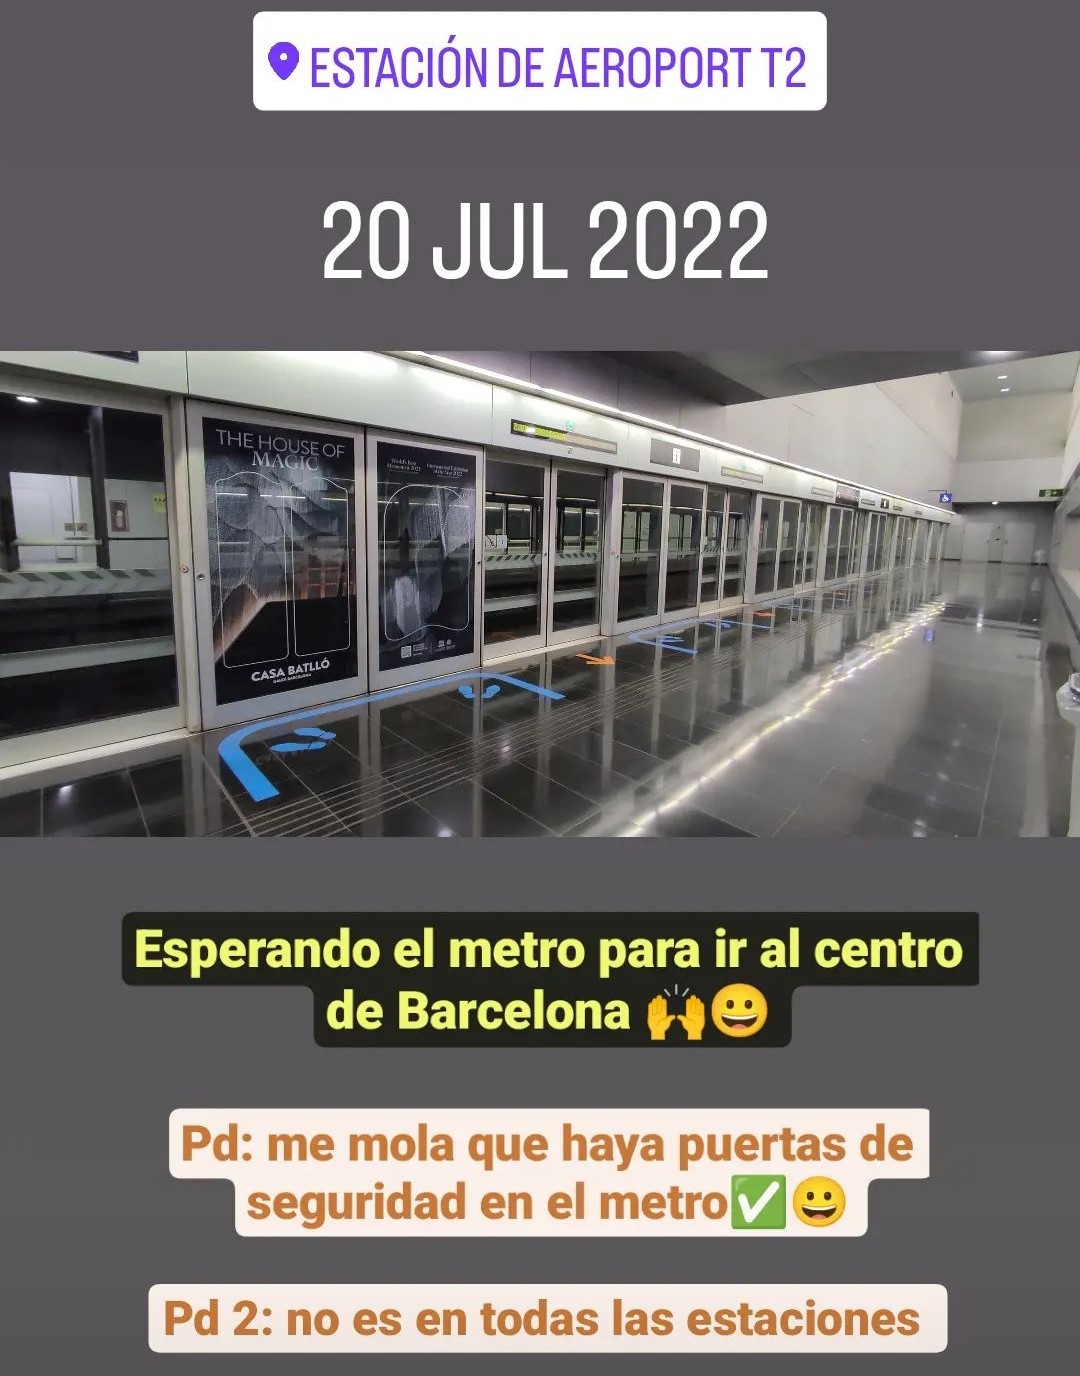 ESTACIÓN DE AEROPORT T2
20 JUL 2022
THE HOUSE OF
MAGIC
CASA BATLLÓ
GAUDÍ BARCELONA
Esperando el metro para ir al centro
de Barcelona 🙌😀
Pd: me mola que haya puertas de
seguridad en el metro✅😀
Pd 2: no es en todas las estaciones